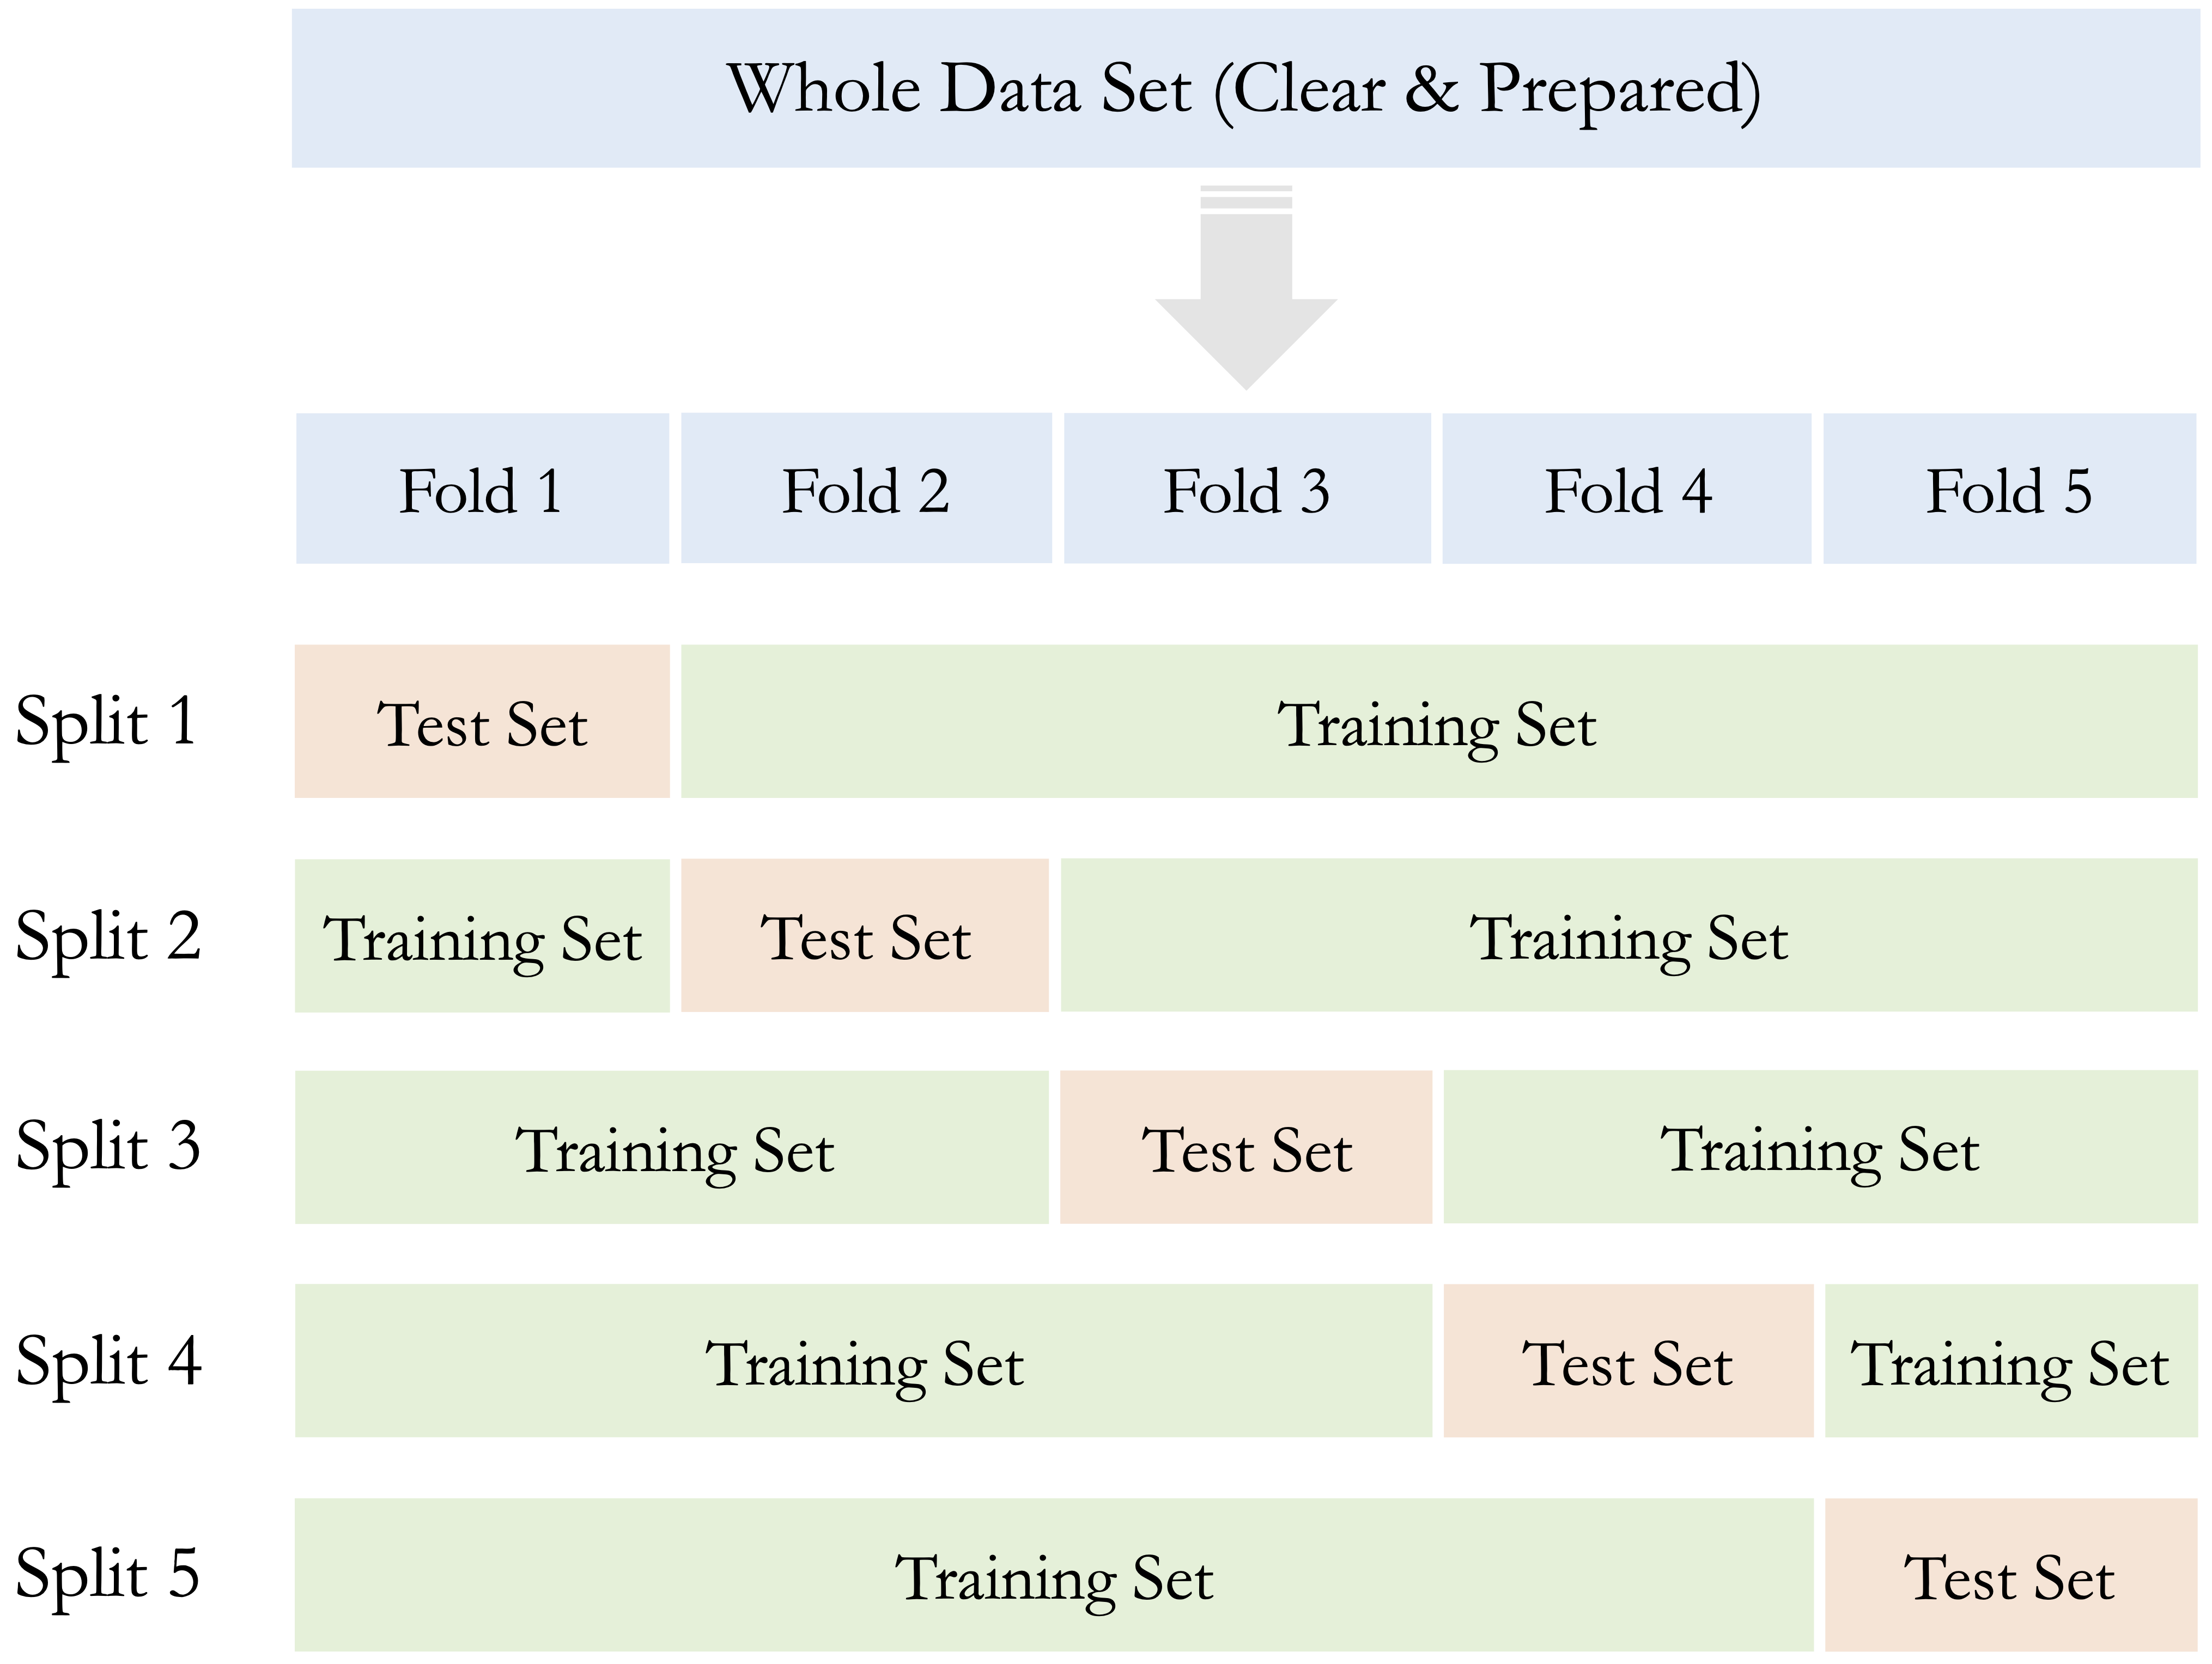 Whole Data Set (Clear & Prepared)
Fold 1 Fold 2 Fold 3 Fold 4 Fold 5
Split 1 Test Set Training Set
Split 2 Training Set Test Set Training Set
Split 3 Training Set Test Set Training Set
Split 4 Training Set Test Set Training Set
Split 5 Training Set Test Set